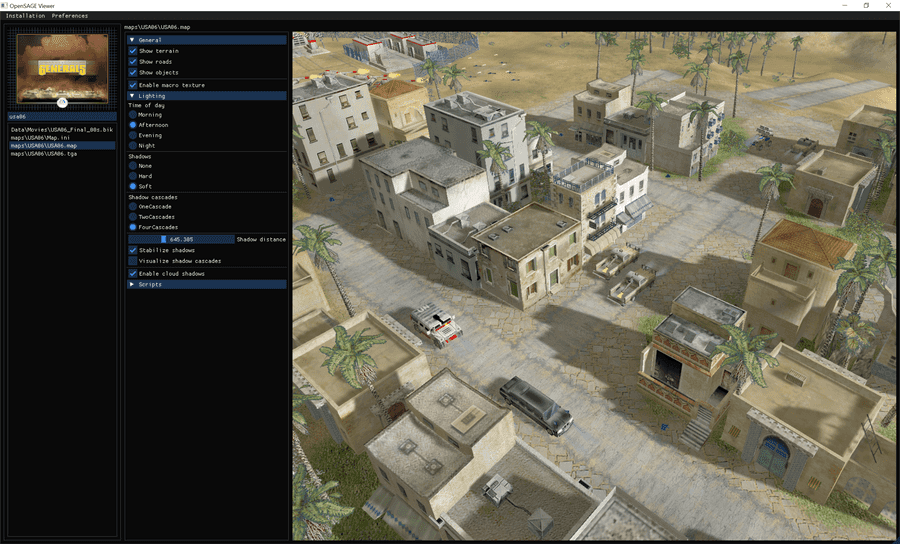 OpenSAGE Viewer
Installation Preferences
GENERALS
usa06
Data\Movies\USA06_Final_00s.bik
maps\USA06\Map.ini
maps\USA06\USA06.map
maps\USA06\USA06.tga
maps\USA06\USA06.map
General
Show terrain
Show roads
Show objects
Enable macro texture
Lighting
Time of day
Morning
Afternoon
Evening
Night
Shadows
None
Hard
Soft
Shadow cascades
OneCascade
TwoCascades
FourCascades
645.385 Shadow distance
Stabilize shadows
Visualize shadow cascades
Enable cloud shadows
Scripts